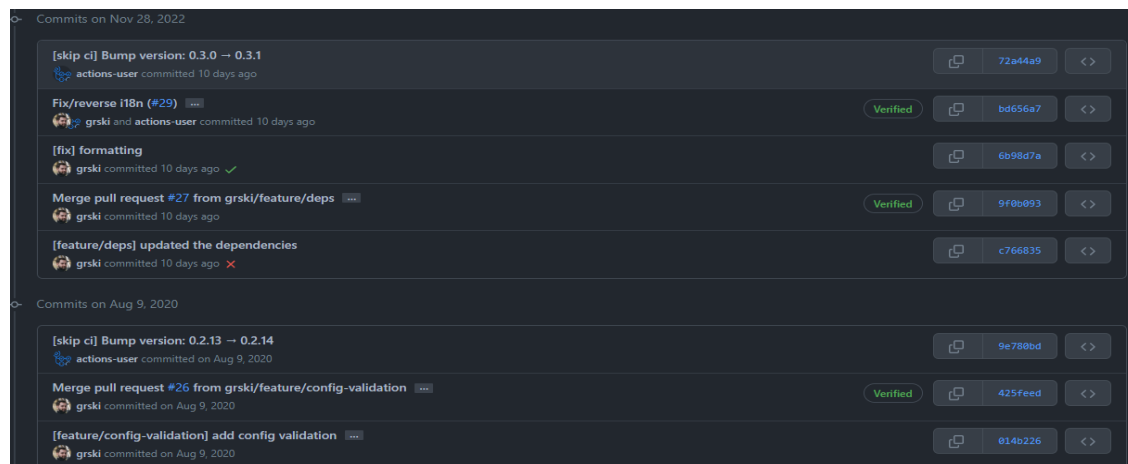 Commits on Nov 28, 2022
[skip ci] Bump version: 0.3.0 → 0.3.1
72a44a9
actions-user committed 10 days ago
Fix/reverse i18n (#29) ...
Verified
bd656a7
grski and actions-user committed 10 days ago
[fix] formatting
6b98d7a
grski committed 10 days ago
Merge pull request #27 from grski/feature/deps ...
Verified
9f0b093
grski committed 10 days ago
[feature/deps] updated the dependencies
c766835
grski committed 10 days ago
Commits on Aug 9, 2020
[skip ci] Bump version: 0.2.13 → 0.2.14
9e780bd
actions-user committed on Aug 9, 2020
Merge pull request #26 from grski/feature/config-validation ...
Verified
425feed
grski committed on Aug 9, 2020
[feature/config-validation] add config validation ...
014b226
grski committed on Aug 9, 2020